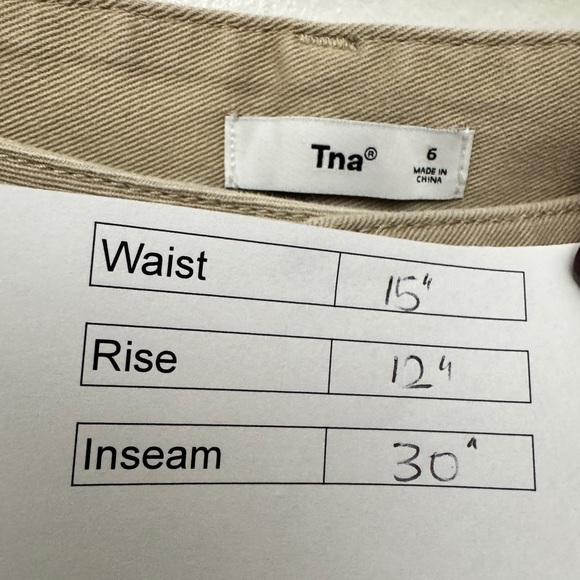 Tna® 6
MADE IN
CHINA
Waist 15"
Rise 12"
Inseam 30"